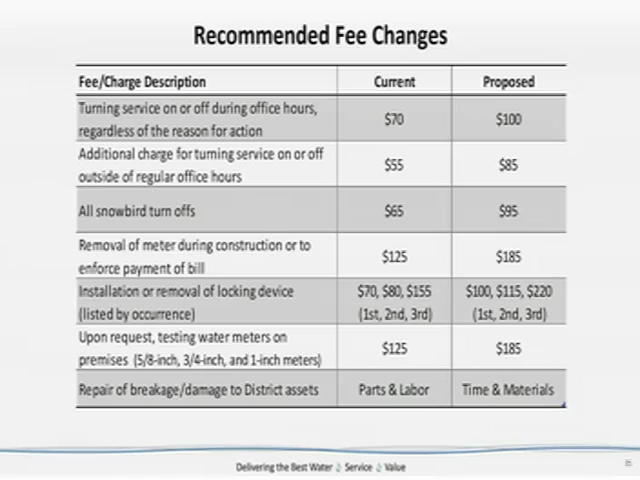 Recommended Fee Changes
Fee/Charge Description Current Proposed
Turning service on or off during office hours,
regardless of the reason for action $70 $100
Additional charge for turning service on or off
outside of regular office hours $55 $85
All snowbird turn offs $65 $95
Removal of meter during construction or to
enforce payment of bill $125 $185
Installation or removal of locking device $70, $80, $155 $100, $115, $220
(listed by occurrence) (1st, 2nd, 3rd) (1st, 2nd, 3rd)
Upon request, testing water meters on
premises (5/8-inch, 3/4-inch, and 1-inch meters) $125 $185
Repair of breakage/damage to District assets Parts & Labor Time & Materials
Delivering the Best Water Service Value